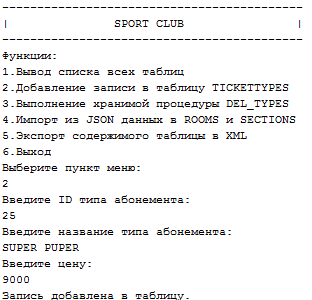 -------------------------------------------
|                SPORT CLUB                |
-------------------------------------------
Функции:
1.Вывод списка всех таблиц
2.Добавление записи в таблицу TICKETTYPES
3.Выполнение хранимой процедуры DEL_TYPES
4.Импорт из JSON данных в ROOMS и SECTIONS
5.Экспорт содержимого таблицы в XML
6.Выход
Выберите пункт меню:
2
Введите ID типа абонемента:
25
Введите название типа абонемента:
SUPER PUPER
Введите цену:
9000
Запись добавлена в таблицу.